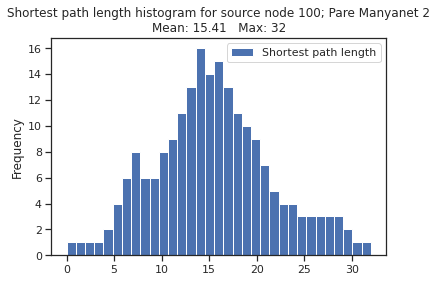 Shortest path length histogram for source node 100; Pare Manyanet 2
Mean: 15.41   Max: 32
Shortest path length
Frequency
16
14
12
10
8
6
4
2
0
0 5 10 15 20 25 30